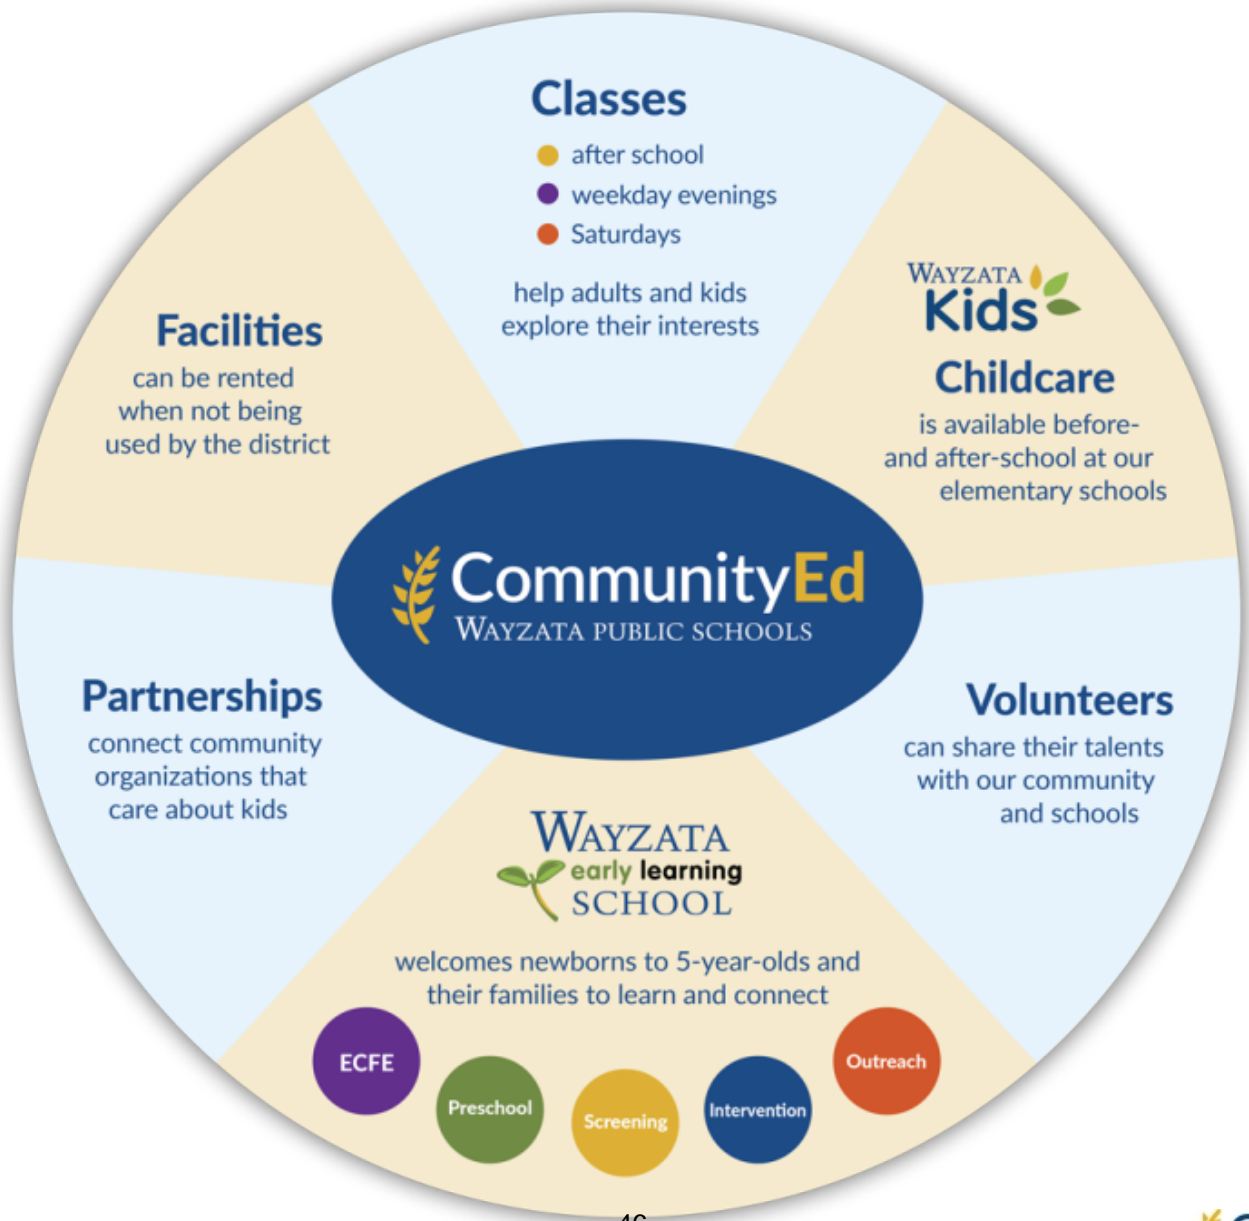 Classes
after school
weekday evenings
Saturdays
help adults and kids
explore their interests
WAYZATA
Kids
Childcare
is available before-
and after-school at our
elementary schools
Facilities
can be rented
when not being
used by the district
CommunityEd
WAYZATA PUBLIC SCHOOLS
Partnerships
connect community
organizations that
care about kids
Volunteers
can share their talents
with our community
and schools
WAYZATA
early learning
SCHOOL
welcomes newborns to 5-year-olds and
their families to learn and connect
ECFE
Preschool
Screening
Intervention
Outreach